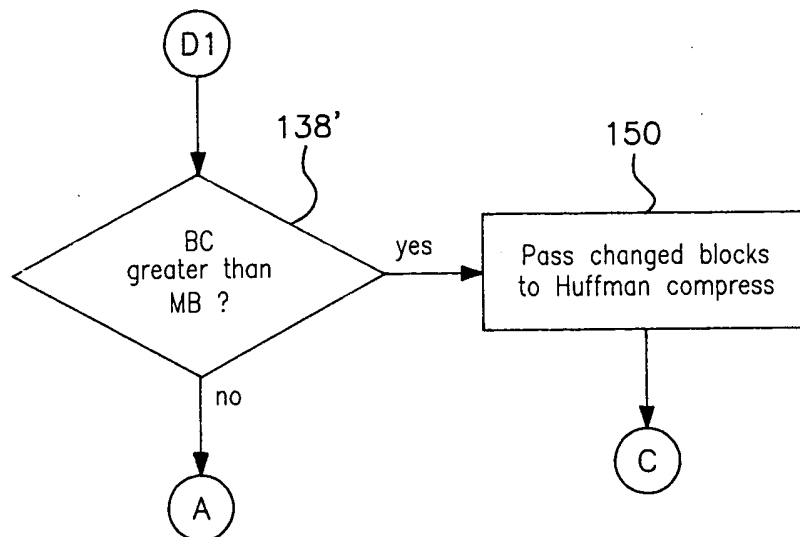 D1
138'
150
BC
greater than
MB ?
yes
Pass changed blocks
to Huffman compress
no
C
A